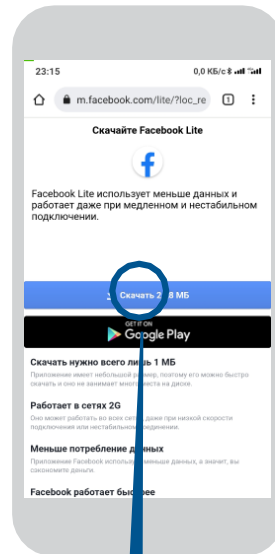 23:15 0,0 КБ/с
m.facebook.com/lite/?loc_re 1
Скачайте Facebook Lite
Facebook Lite использует меньше данных и
работает даже при медленном и нестабильном
подключении.
Скачать МБ
GET IT ON
Google Play
Скачать нужно всего лишь 1 МБ
Приложение имеет небольшой размер, поэтому его можно быстро
скачать и оно не занимает много места на диске.
Работает в сетях 2G
Оно может работать во всех сетях, даже при низкой скорости
подключения или нестабильном соединении.
Меньше потребление данных
Приложение Facebook использует меньше данных, а значит, вы
сэкономите деньги.
Facebook работает быстрее